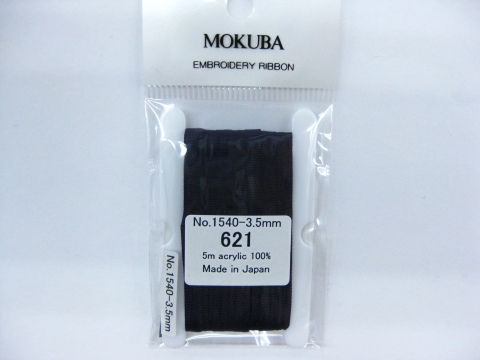 MOKUBA
EMBROIDERY RIBBON
No.1540-3.5mm
621
5m acrylic 100%
Made in Japan
No.1540-3.5mm